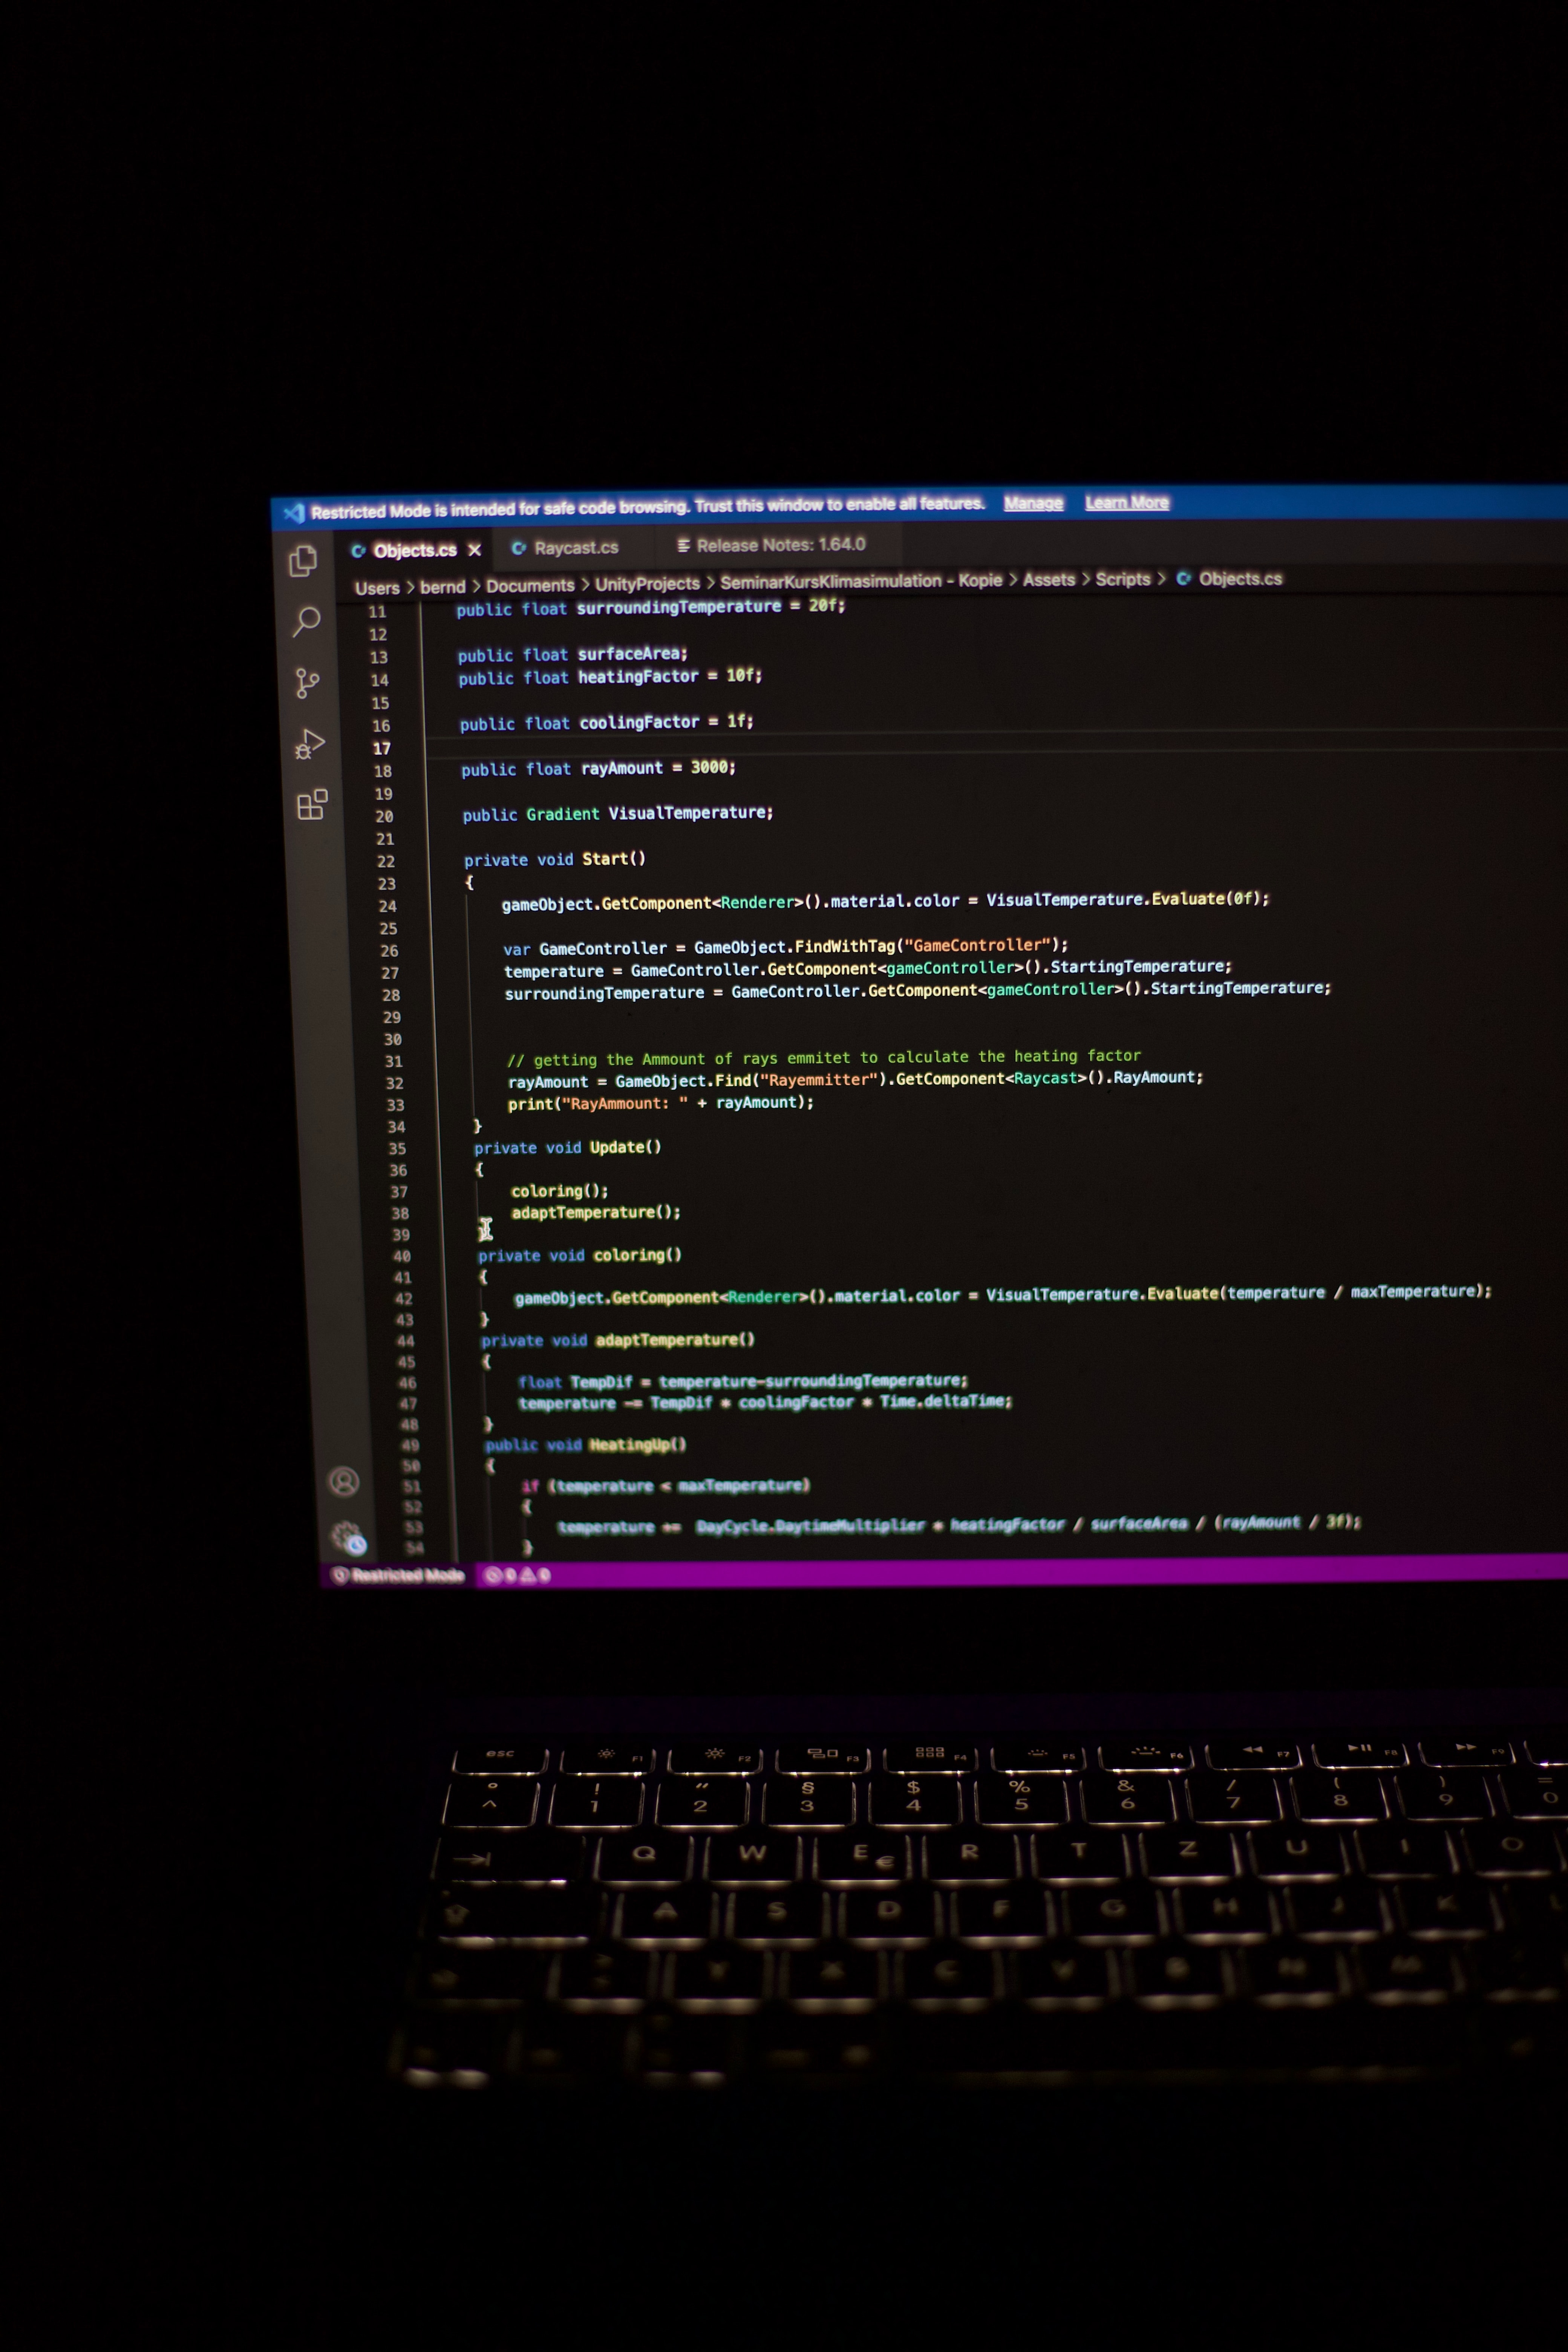 Restricted Mode is intended for safe code browsing. Trust this window to enable all features. Manage Learn More
Objects.cs Raycast.cs Release Notes: 1.64.0
Users > bernd > Documents > UnityProjects > SeminarKursKlimasimulation - Kopie > Assets > Scripts > Objects.cs
11 public float surroundingTemperature = 20f;
12
13 public float surfaceArea;
14 public float heatingFactor = 10f;
15
16 public float coolingFactor = 1f;
17
18 public float rayAmount = 3000;
19
20 public Gradient VisualTemperature;
21
22 private void Start()
23 {
24 gameObject.GetComponent<Renderer>().material.color = VisualTemperature.Evaluate(0f);
25
26 var GameController = GameObject.FindWithTag("GameController");
27 temperature = GameController.GetComponent<gameController>().StartingTemperature;
28 surroundingTemperature = GameController.GetComponent<gameController>().StartingTemperature;
29
30
31 // getting the Ammount of rays emmitet to calculate the heating factor
32 rayAmount = GameObject.Find("Rayemmitter").GetComponent<Raycast>().RayAmount;
33 print("RayAmmount: " + rayAmount);
34 }
35 private void Update()
36 {
37 coloring();
38 adaptTemperature();
39 }
40 private void coloring()
41 {
42 gameObject.GetComponent<Renderer>().material.color = VisualTemperature.Evaluate(temperature / maxTemperature);
43 }
44 private void adaptTemperature()
45 {
46 float TempDif = temperature-surroundingTemperature;
47 temperature -= TempDif * coolingFactor * Time.deltaTime;
48 }
49 public void HeatingUp()
50 {
51 if (temperature < maxTemperature)
52 {
53 temperature += DayCycle.DaytimeMultiplier * heatingFactor / surfaceArea / (rayAmount / 3f);
54 }
Restricted Mode 0 0
esc F1 F2 F3 F4 F5 F6 F7 F8 F9
° ! " § $ % & / ( ) =
^ 1 2 3 4 5 6 7 8 9 0
Q W E € R T Z U I O
A S D F G H J K
Y X C V B N M